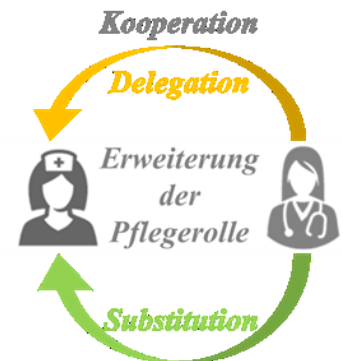 Kooperation
Delegation
Erweiterung
der
Pflegerolle
Substitution